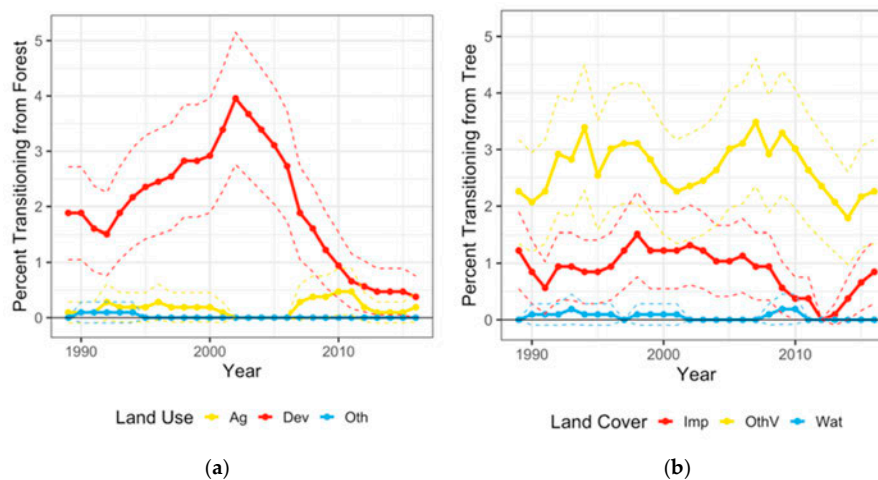 Percent Transitioning from Forest
5
4
3
2
1
0
1990 2000 2010
Year
Land Use Ag Dev Oth
(a)
Percent Transitioning from Tree
5
4
3
2
1
0
1990 2000 2010
Year
Land Cover Imp OthV Wat
(b)